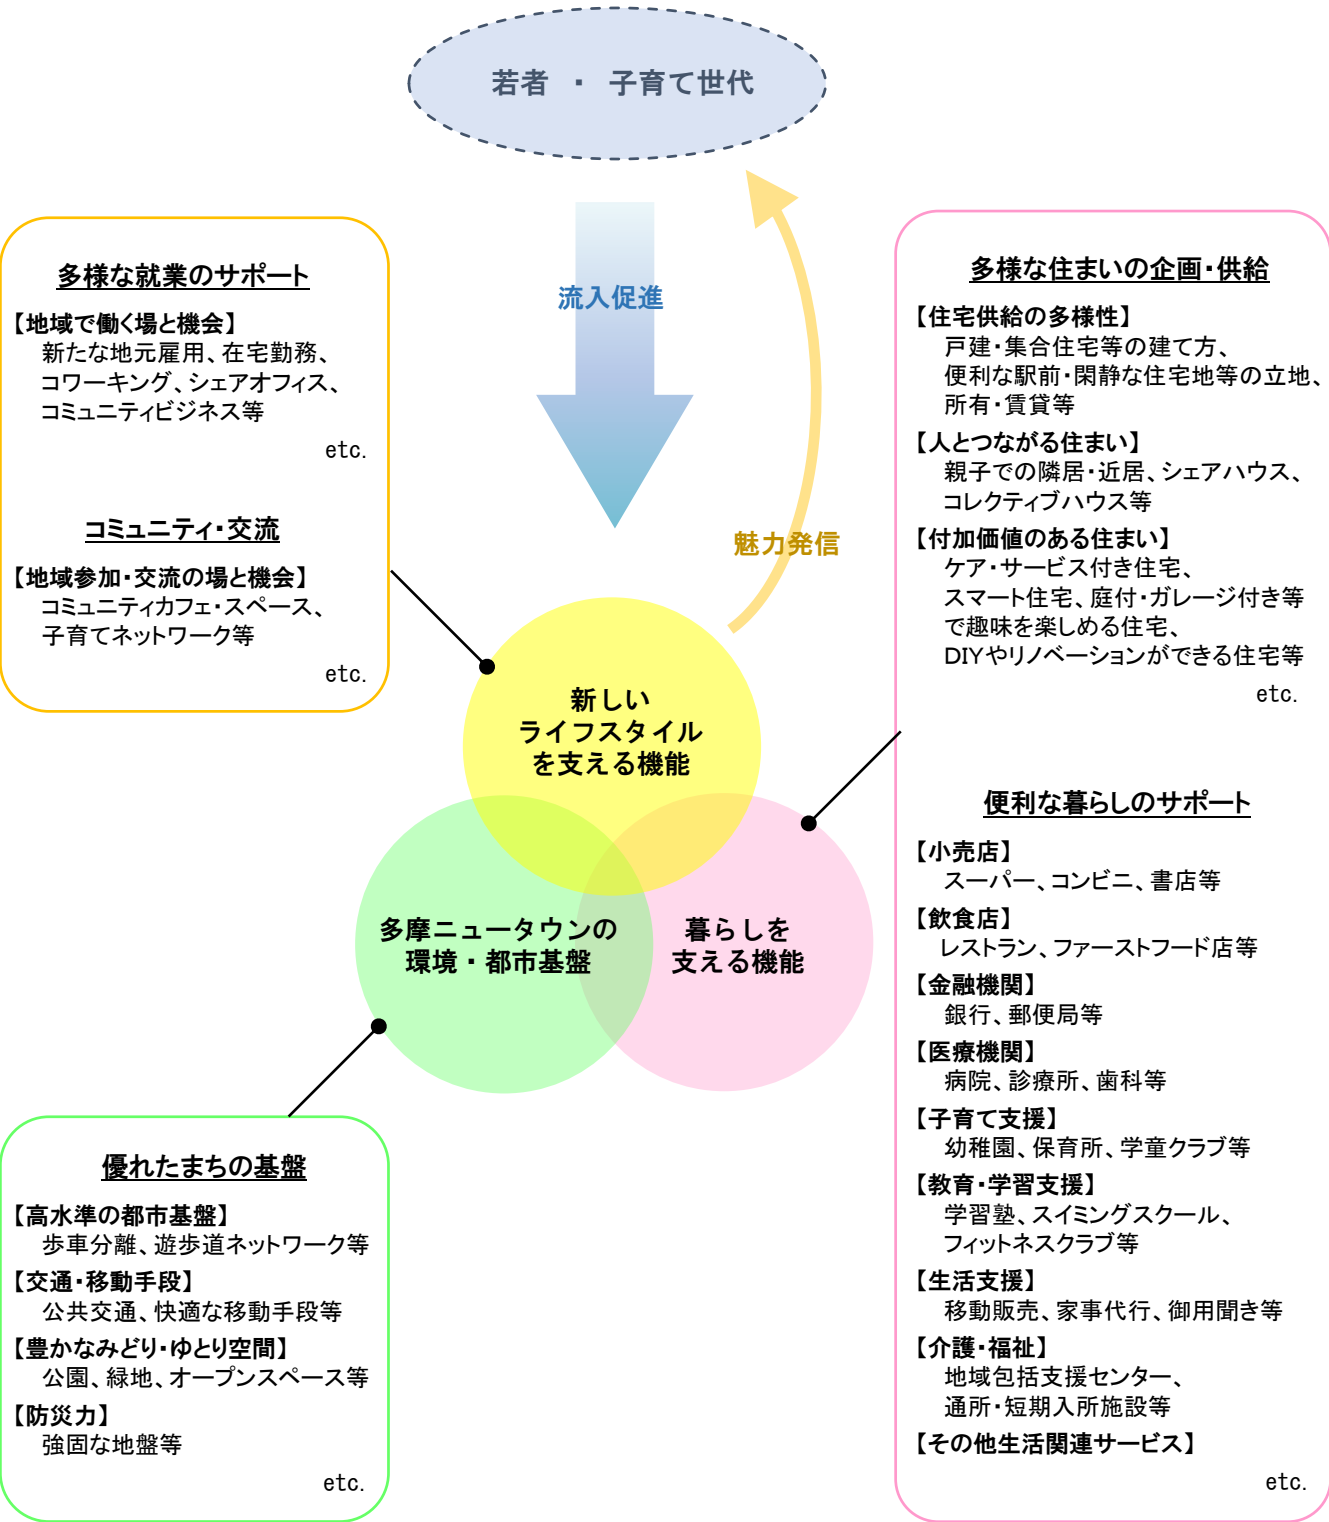 若者 ・ 子育て世代
流入促進
魅力発信
多様な就業のサポート
【地域で働く場と機会】
新たな地元雇用、在宅勤務、
コワーキング、シェアオフィス、
コミュニティビジネス等
etc.
コミュニティ・交流
【地域参加・交流の場と機会】
コミュニティカフェ・スペース、
子育てネットワーク等
etc.
新しい
ライフスタイル
を支える機能
多摩ニュータウンの
環境・都市基盤
暮らしを
支える機能
優れたまちの基盤
【高水準の都市基盤】
歩車分離、遊歩道ネットワーク等
【交通・移動手段】
公共交通、快適な移動手段等
【豊かなみどり・ゆとり空間】
公園、緑地、オープンスペース等
【防災力】
強固な地盤等
etc.
多様な住まいの企画・供給
【住宅供給の多様性】
戸建・集合住宅等の建て方、
便利な駅前・閑静な住宅地等の立地、
所有・賃貸等
【人とつながる住まい】
親子での隣居・近居、シェアハウス、
コレクティブハウス等
【付加価値のある住まい】
ケア・サービス付き住宅、
スマート住宅、庭付・ガレージ付き等
で趣味を楽しめる住宅、
DIYやリノベーションができる住宅等
etc.
便利な暮らしのサポート
【小売店】
スーパー、コンビニ、書店等
【飲食店】
レストラン、ファーストフード店等
【金融機関】
銀行、郵便局等
【医療機関】
病院、診療所、歯科等
【子育て支援】
幼稚園、保育所、学童クラブ等
【教育・学習支援】
学習塾、スイミングスクール、
フィットネスクラブ等
【生活支援】
移動販売、家事代行、御用聞き等
【介護・福祉】
地域包括支援センター、
通所・短期入所施設等
【その他生活関連サービス】
etc.